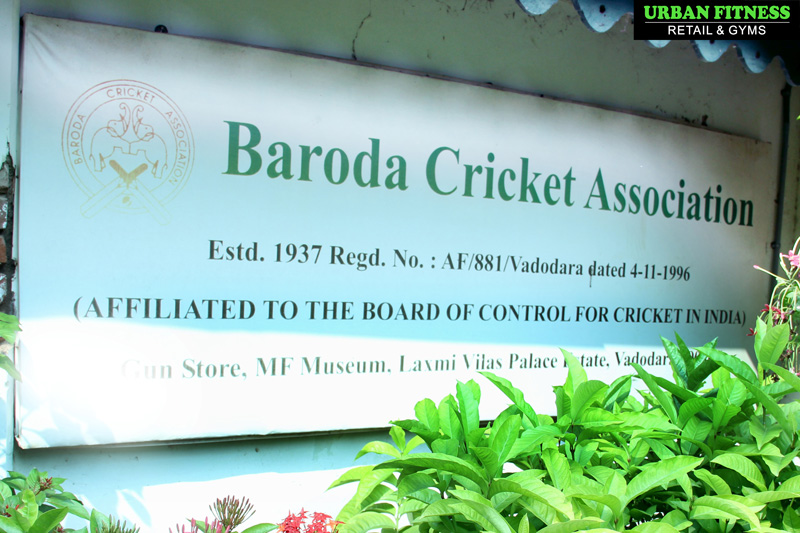 URBAN FITNESS
RETAIL & GYMS
BARODA CRICKET ASSOCIATION
Baroda Cricket Association
Estd. 1937 Regd. No. : AF/881/Vadodara dated 4-11-1996
(AFFILIATED TO THE BOARD OF CONTROL FOR CRICKET IN INDIA)
Gun Store, MF Museum, Laxmi Vilas Palace Estate,